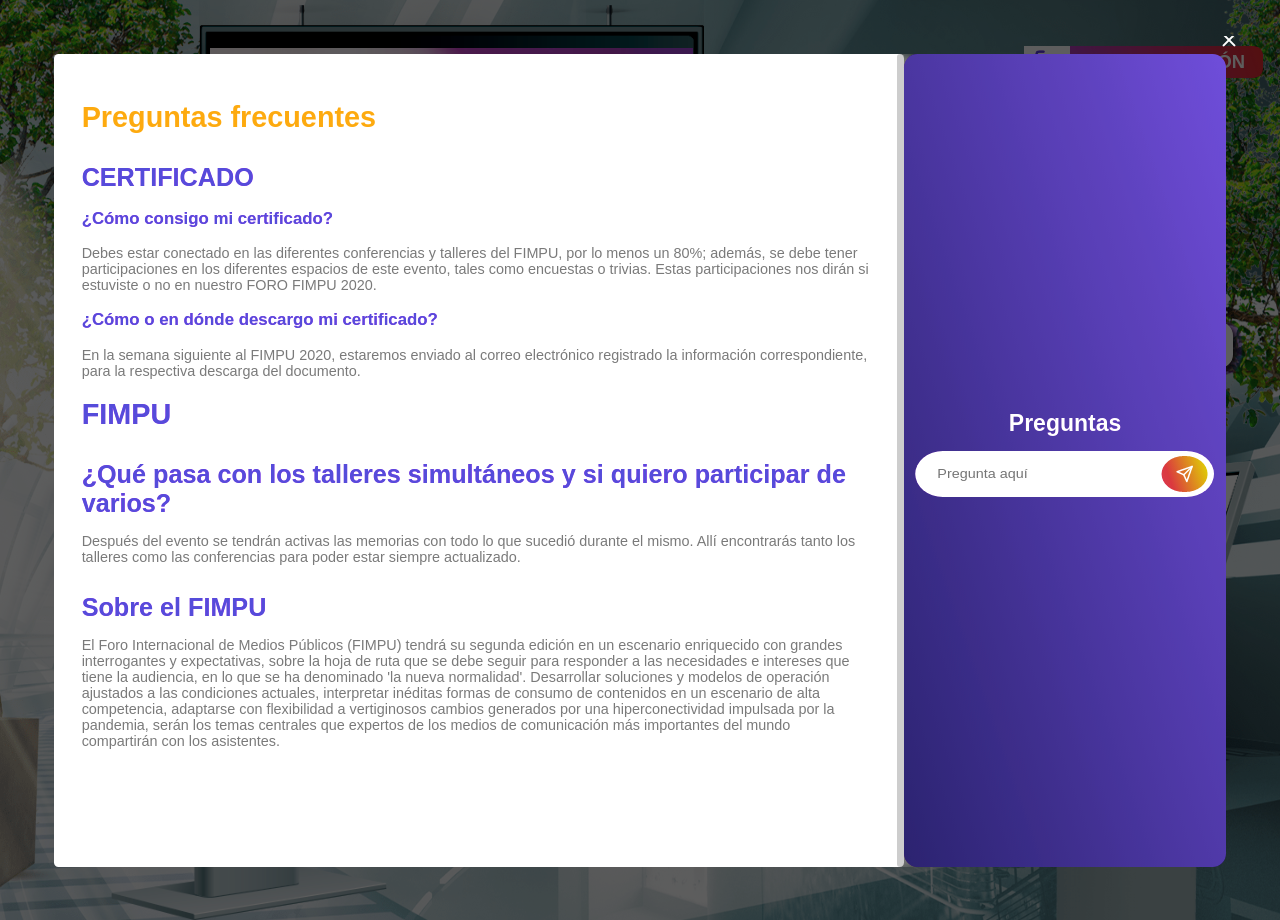 Preguntas frecuentes
CERTIFICADO
¿Cómo consigo mi certificado?
Debes estar conectado en las diferentes conferencias y talleres del FIMPU, por lo menos un 80%; además, se debe tener
participaciones en los diferentes espacios de este evento, tales como encuestas o trivias. Estas participaciones nos dirán si
estuviste o no en nuestro FORO FIMPU 2020.
¿Cómo o en dónde descargo mi certificado?
En la semana siguiente al FIMPU 2020, estaremos enviado al correo electrónico registrado la información correspondiente,
para la respectiva descarga del documento.
FIMPU
¿Qué pasa con los talleres simultáneos y si quiero participar de
varios?
Después del evento se tendrán activas las memorias con todo lo que sucedió durante el mismo. Allí encontrarás tanto los
talleres como las conferencias para poder estar siempre actualizado.
Sobre el FIMPU
El Foro Internacional de Medios Públicos (FIMPU) tendrá su segunda edición en un escenario enriquecido con grandes
interrogantes y expectativas, sobre la hoja de ruta que se debe seguir para responder a las necesidades e intereses que
tiene la audiencia, en lo que se ha denominado 'la nueva normalidad'. Desarrollar soluciones y modelos de operación
ajustados a las condiciones actuales, interpretar inéditas formas de consumo de contenidos en un escenario de alta
competencia, adaptarse con flexibilidad a vertiginosos cambios generados por una hiperconectividad impulsada por la
pandemia, serán los temas centrales que expertos de los medios de comunicación más importantes del mundo
compartirán con los asistentes.
Preguntas
Pregunta aquí